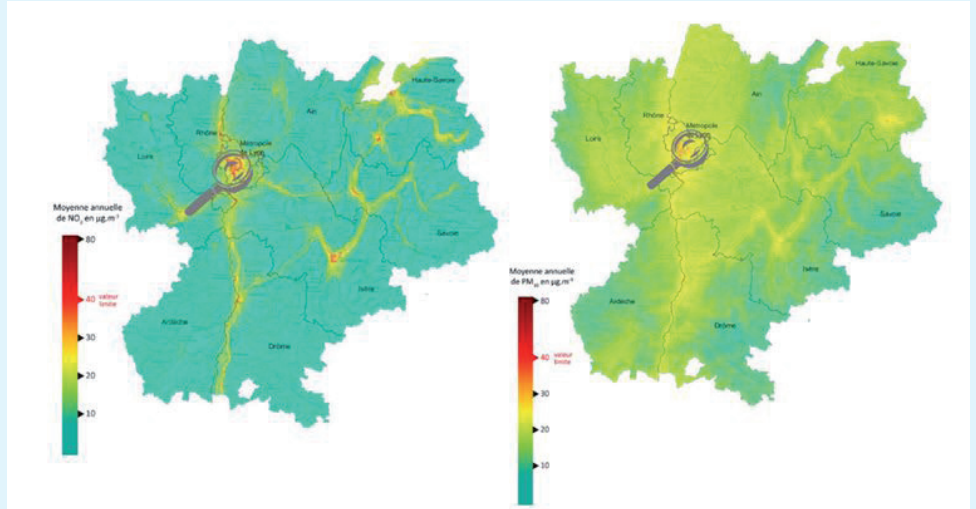 Haute-Savoie
Ain
Rhône
Métropole
de Lyon
Loire
Moyenne annuelle
de NO₂ en µg.m⁻³
80
40 valeur
limite
30
20
10
Savoie
Isère
Ardèche
Drôme
Haute-Savoie
Ain
Rhône
Métropole
Loire
Savoie
Moyenne annuelle
de PM₁₀ en µg.m⁻³
80
40 valeur
limite
30
20
10
Isère
Ardèche
Drôme